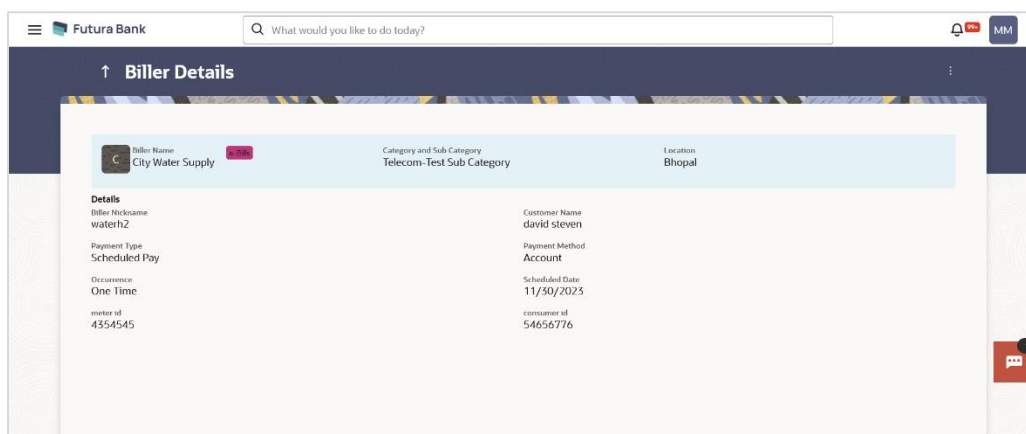 Futura Bank
What would you like to do today?
99+
MM
Biller Details
C
Biller Name
City Water Supply
e-Bills
Category and Sub Category
Telecom-Test Sub Category
Location
Bhopal
Details
Biller Nickname
waterh2
Customer Name
david steven
Payment Type
Scheduled Pay
Payment Method
Account
Occurrence
One Time
Scheduled Date
11/30/2023
meter id
4354545
consumer id
54656776